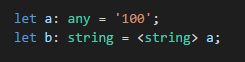 let a: any = '100';
let b: string = <string> a;